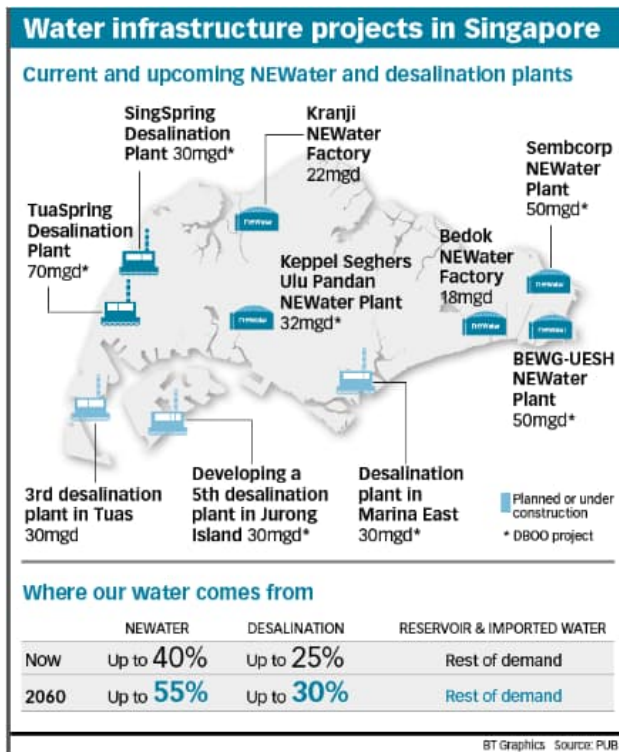 Water infrastructure projects in Singapore
Current and upcoming NEWater and desalination plants
SingSpring
Desalination
Plant 30mgd*
Kranji
NEWater
Factory
22mgd
Sembcorp
NEWater
Plant
50mgd*
TuaSpring
Desalination
Plant
70mgd*
Keppel Seghers
Ulu Pandan
NEWater Plant
32mgd*
Bedok
NEWater
Factory
18mgd
NEWater
NEWater
NEWater
NEWater
NEWater
BEWG-UESH
NEWater
Plant
50mgd*
3rd desalination
plant in Tuas
30mgd
Developing a
5th desalination
plant in Jurong
Island 30mgd*
Desalination
plant in
Marina East
30mgd*
Planned or under
construction
* DBOO project
Where our water comes from
NEWATER DESALINATION RESERVOIR & IMPORTED WATER
Now Up to 40% Up to 25% Rest of demand
2060 Up to 55% Up to 30% Rest of demand
BT Graphics Source: PUB